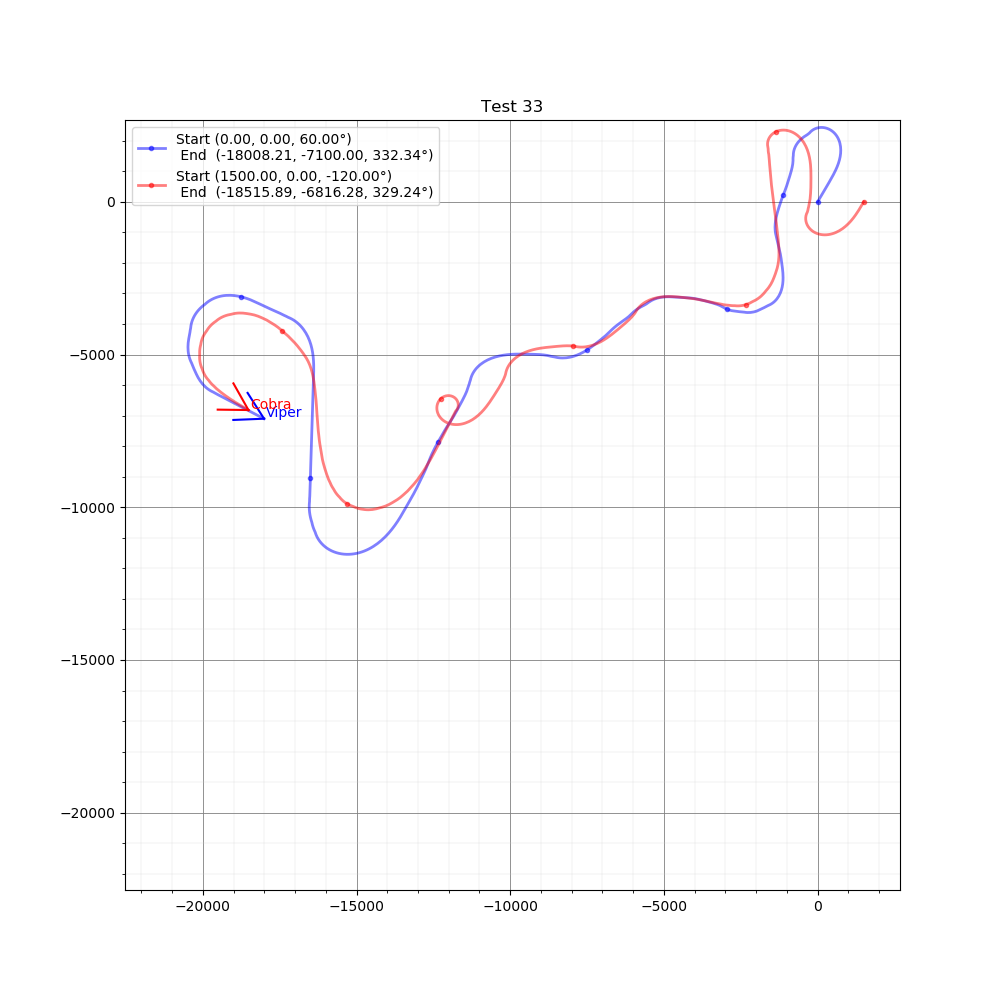 Test 33
Start (0.00, 0.00, 60.00°)
End  (-18008.21, -7100.00, 332.34°)
Start (1500.00, 0.00, -120.00°)
End  (-18515.89, -6816.28, 329.24°)
0
−5000
−10000
−15000
−20000
Cobra
Viper
−20000 −15000 −10000 −5000 0